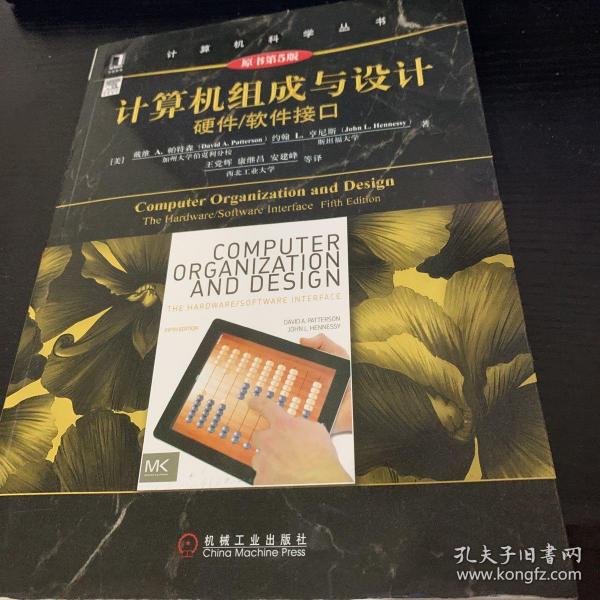 计算机科学丛书
原书第5版
计算机组成与设计
硬件/软件接口
[美] 戴维 A. 帕特森 (David A. Patterson) 约翰 L. 亨尼斯 (John L. Hennessy) 著
加州大学伯克利分校 斯坦福大学
王党辉 康继昌 安建峰 等译
西北工业大学
Computer Organization and Design
The Hardware/Software Interface Fifth Edition
COMPUTER
ORGANIZATION
AND DESIGN
THE HARDWARE/SOFTWARE INTERFACE
FIFTH EDITION
DAVID A. PATTERSON
JOHN L. HENNESSY
MK
机械工业出版社
China Machine Press
孔夫子旧书网
www.kongfz.com